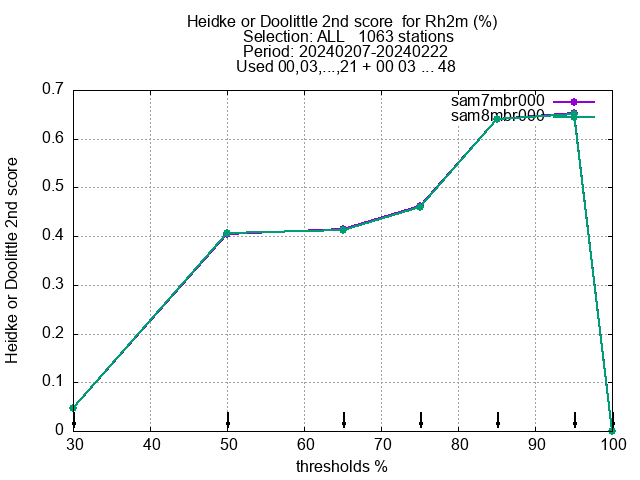 Heidke or Doolittle 2nd score  for Rh2m (%)
Selection: ALL   1063 stations
Period: 20240207-20240222
Used 00,03,...,21 + 00 03 ... 48
sam7mbr000
sam8mbr000
Heidke or Doolittle 2nd score
0.7
0.6
0.5
0.4
0.3
0.2
0.1
0
30 40 50 60 70 80 90 100
thresholds %